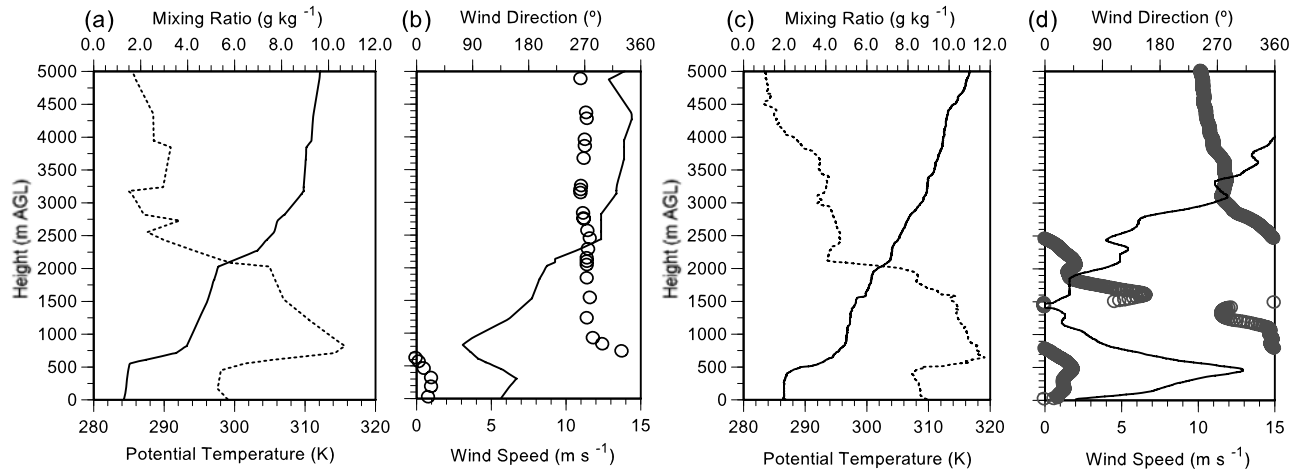 (a) Mixing Ratio (g kg -1) (b) Wind Direction (º) (c) Mixing Ratio (g kg -1) (d) Wind Direction (º)
0.0 2.0 4.0 6.0 8.0 10.0 12.0 0 90 180 270 360 0.0 2.0 4.0 6.0 8.0 10.0 12.0 0 90 180 270 360
5000 5000
4500 4500
4000 4000
3500 3500
3000 3000
2500 2500
2000 2000
1500 1500
1000 1000
500 500
0 0
Height (m AGL) Height (m AGL)
280 290 300 310 320 0 5 10 15 280 290 300 310 320 0 5 10 15
Potential Temperature (K) Wind Speed (m s -1) Potential Temperature (K) Wind Speed (m s -1)